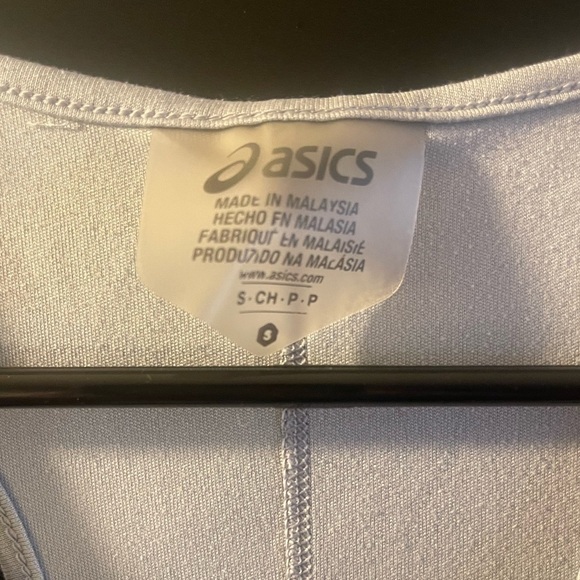 asics
MADE IN MALAYSIA
HECHO EN MALASIA
FABRIQUÉ EN MALAISIE
PRODUZIDO NA MALÁSIA
www.asics.com
S·CH·P·P
S